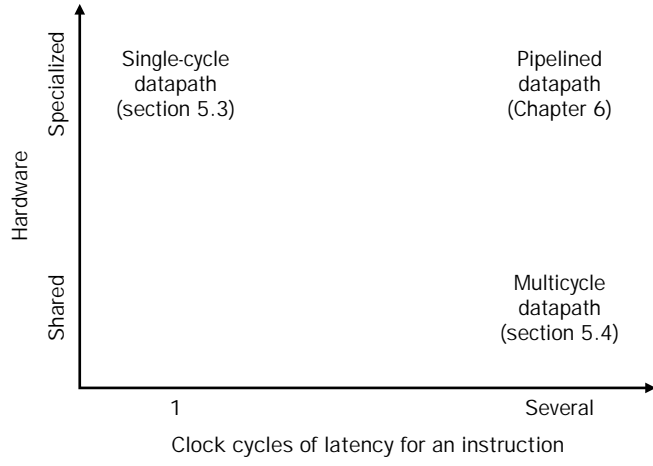 Hardware
Specialized
Shared
Single-cycle
datapath
(section 5.3)
Pipelined
datapath
(Chapter 6)
Multicycle
datapath
(section 5.4)
1
Several
Clock cycles of latency for an instruction